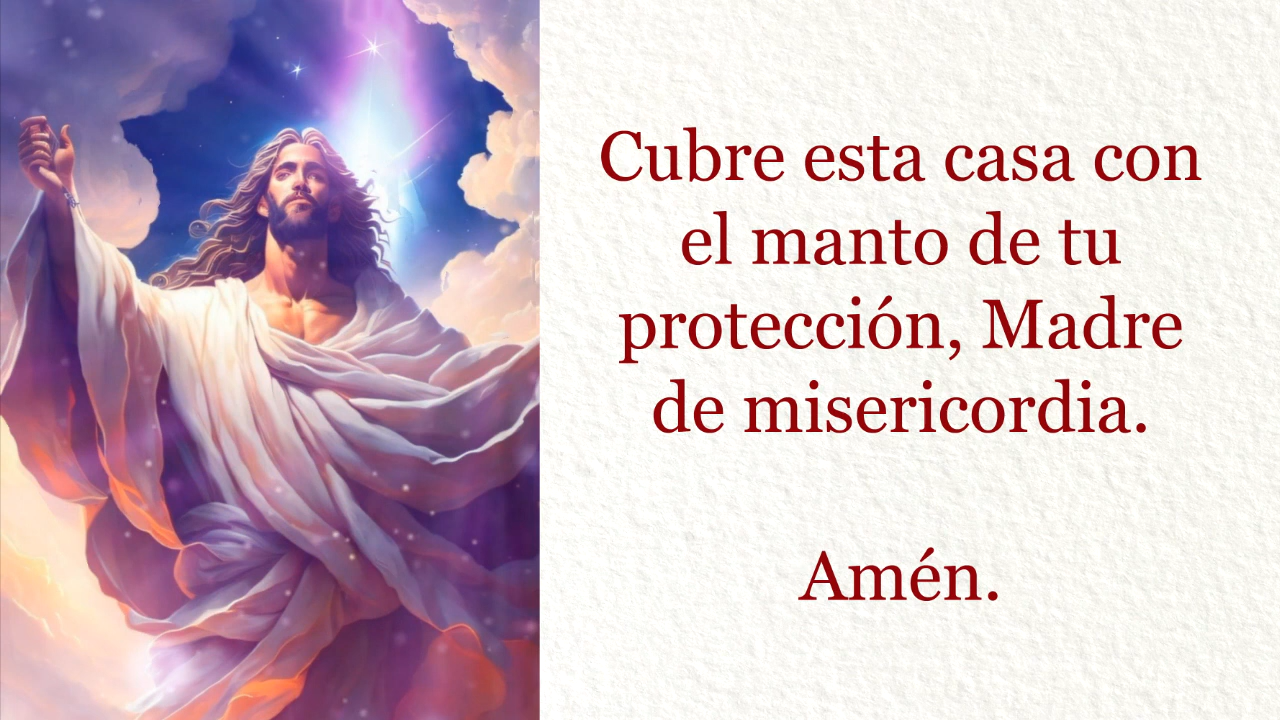 Cubre esta casa con
el manto de tu
protección, Madre
de misericordia.
Amén.